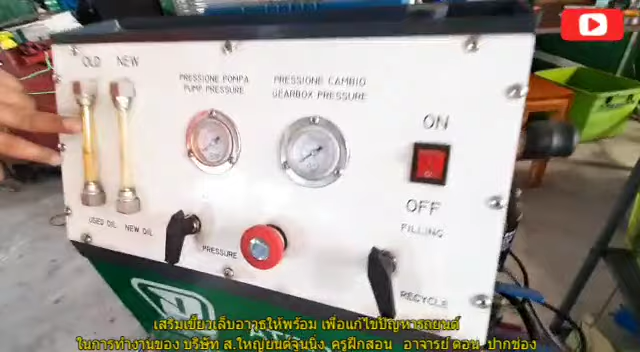 OLD NEW
PRESSIONE POMPA
PUMP PRESSURE
PRESSIONE CAMBIO
GEARBOX PRESSURE
ON
OFF
USED OIL NEW OIL
PRESSURE
FILLING
RECYCLE
เสริมเขี้ยวเล็บอาวุธให้พร้อม เพื่อแก้ไขปัญหารถยนต์
ในการทำงานของ บริษัท ส.ใหญ่ยนต์จูนนิ่ง ครูฝึกสอน อาจารย์ ดอน ปากช่อง